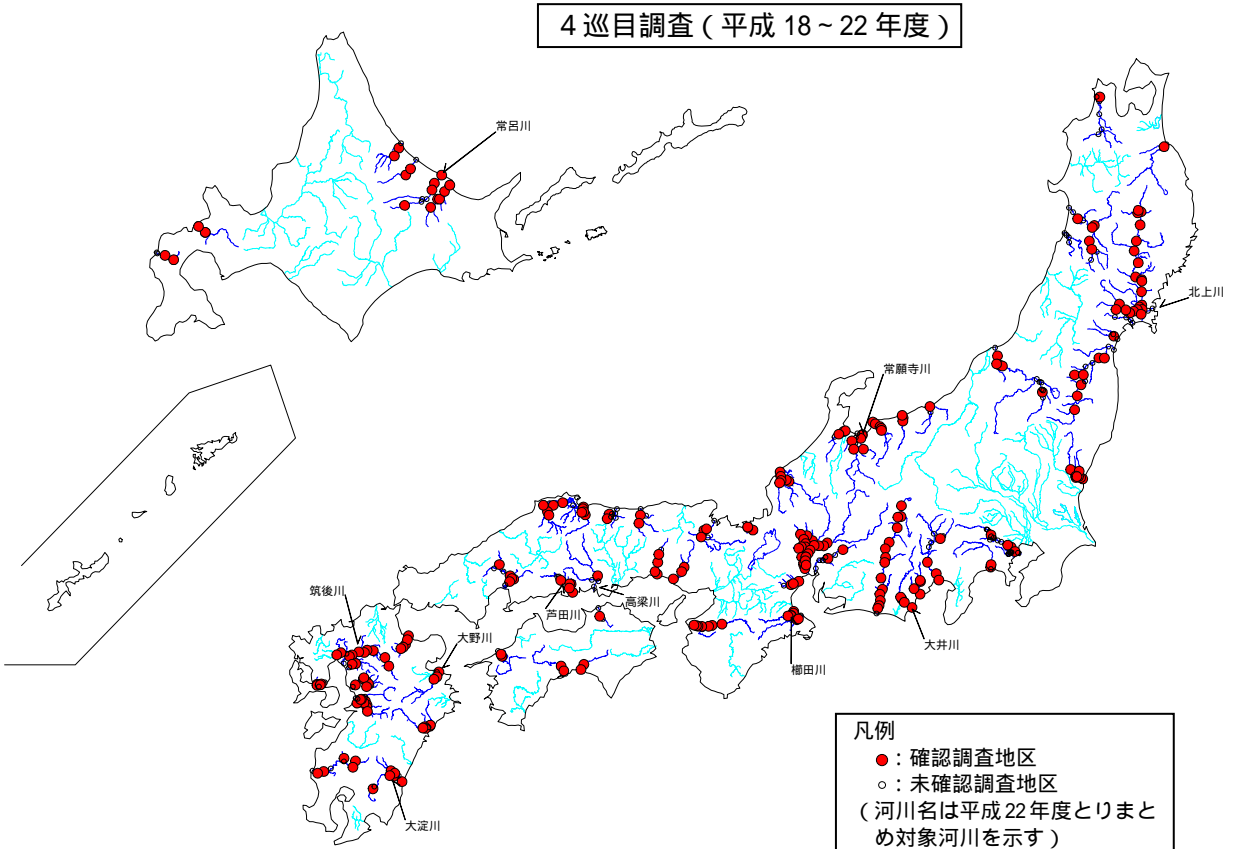 4巡目調査(平成18~22年度)
常呂川
北上川
常願寺川
筑後川
芦田川
高梁川
大野川
大井川
櫛田川
大淀川
凡例
●:確認調査地区
○:未確認調査地区
(河川名は平成22年度とりまと
め対象河川を示す)